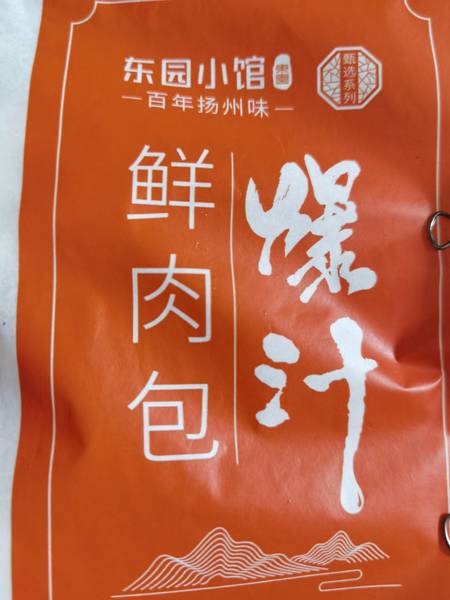 东园小馆
百年扬州味
甄选系列
爆汁
鲜肉包